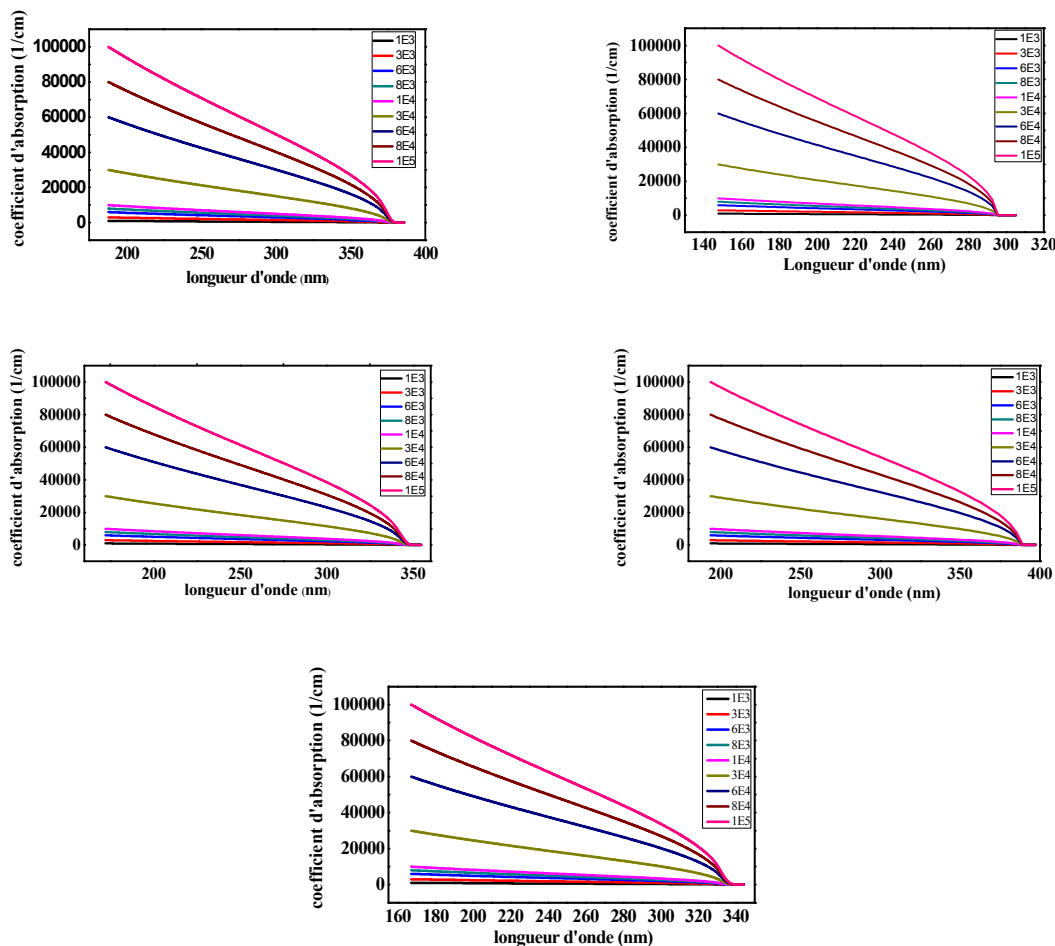 coefficient d'absorption (1/cm)
100000
80000
60000
40000
20000
0
200
250
300
350
400
longueur d'onde (nm)
1E3
3E3
6E3
8E3
1E4
3E4
6E4
8E4
1E5
coefficient d'absorption (1/cm)
100000
80000
60000
40000
20000
0
140 160 180 200 220 240 260 280 300 320
Longueur d'onde (nm)
1E3
3E3
6E3
8E3
1E4
3E4
6E4
8E4
1E5
coefficient d'absorption (1/cm)
100000
80000
60000
40000
20000
0
200
250
300
350
longueur d'onde (nm)
1E3
3E3
6E3
8E3
1E4
3E4
6E4
8E4
1E5
coefficient d'absorption (1/cm)
100000
80000
60000
40000
20000
0
200
250
300
350
400
longueur d'onde (nm)
1E3
3E3
6E3
8E3
1E4
3E4
6E4
8E4
1E5
coefficient d'absorption (1/cm)
100000
80000
60000
40000
20000
0
160 180 200 220 240 260 280 300 320 340
longueur d'onde (nm)
1E3
3E3
6E3
8E3
1E4
3E4
6E4
8E4
1E5